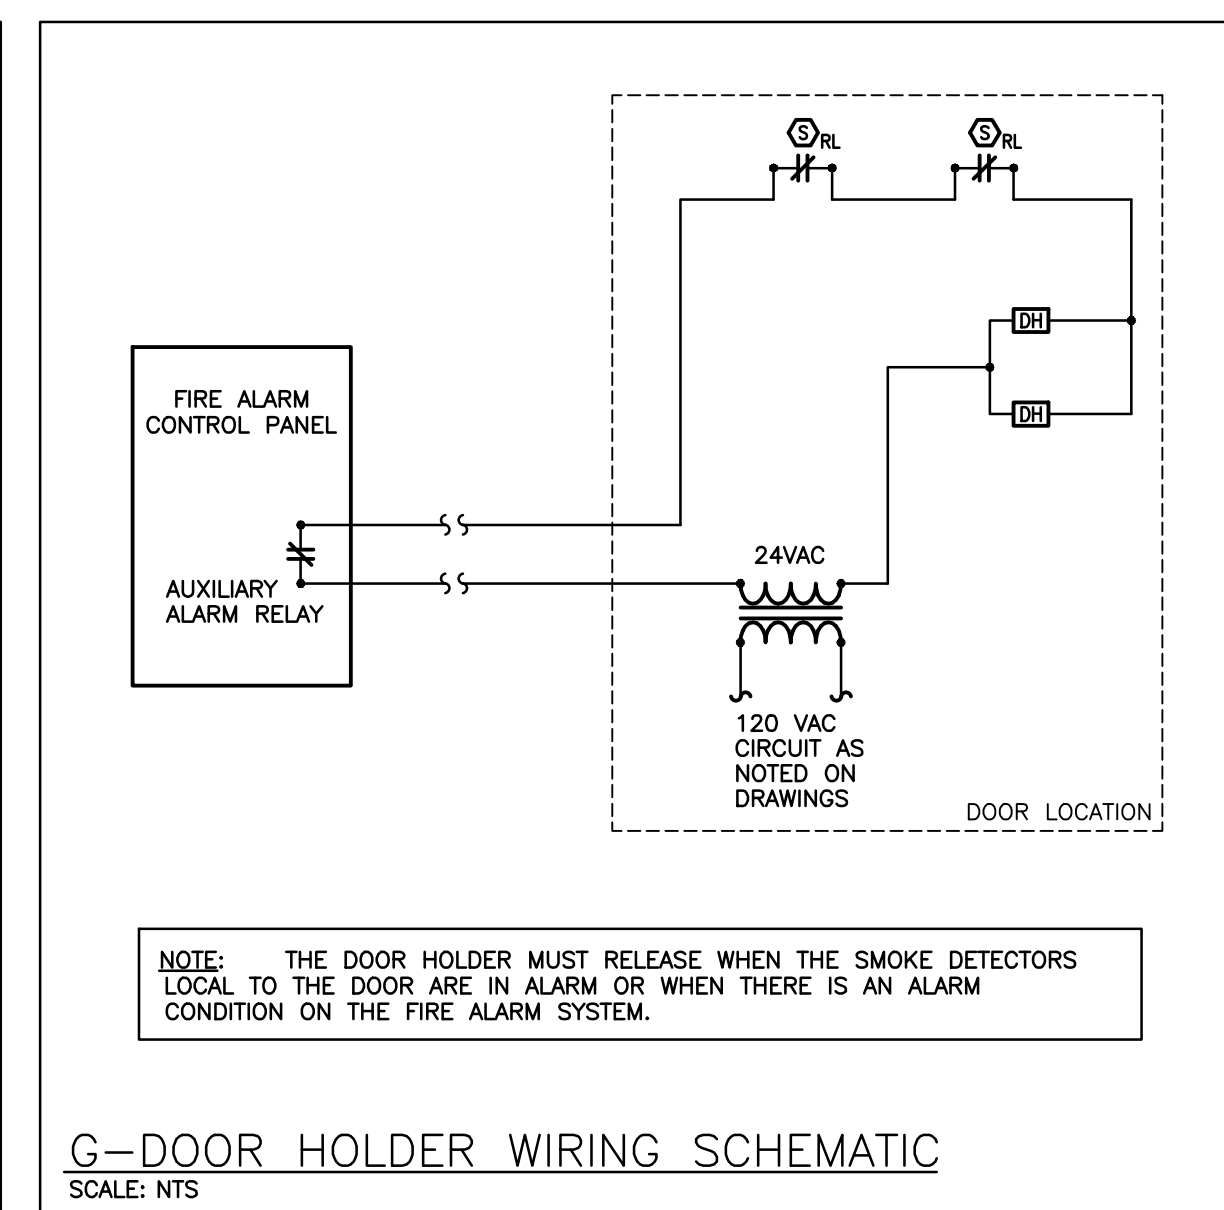 S RL
S RL
DH
DH
FIRE ALARM
CONTROL PANEL
AUXILIARY
ALARM RELAY
24VAC
120 VAC
CIRCUIT AS
NOTED ON
DRAWINGS
DOOR LOCATION
NOTE: THE DOOR HOLDER MUST RELEASE WHEN THE SMOKE DETECTORS
LOCAL TO THE DOOR ARE IN ALARM OR WHEN THERE IS AN ALARM
CONDITION ON THE FIRE ALARM SYSTEM.
G-DOOR HOLDER WIRING SCHEMATIC
SCALE: NTS